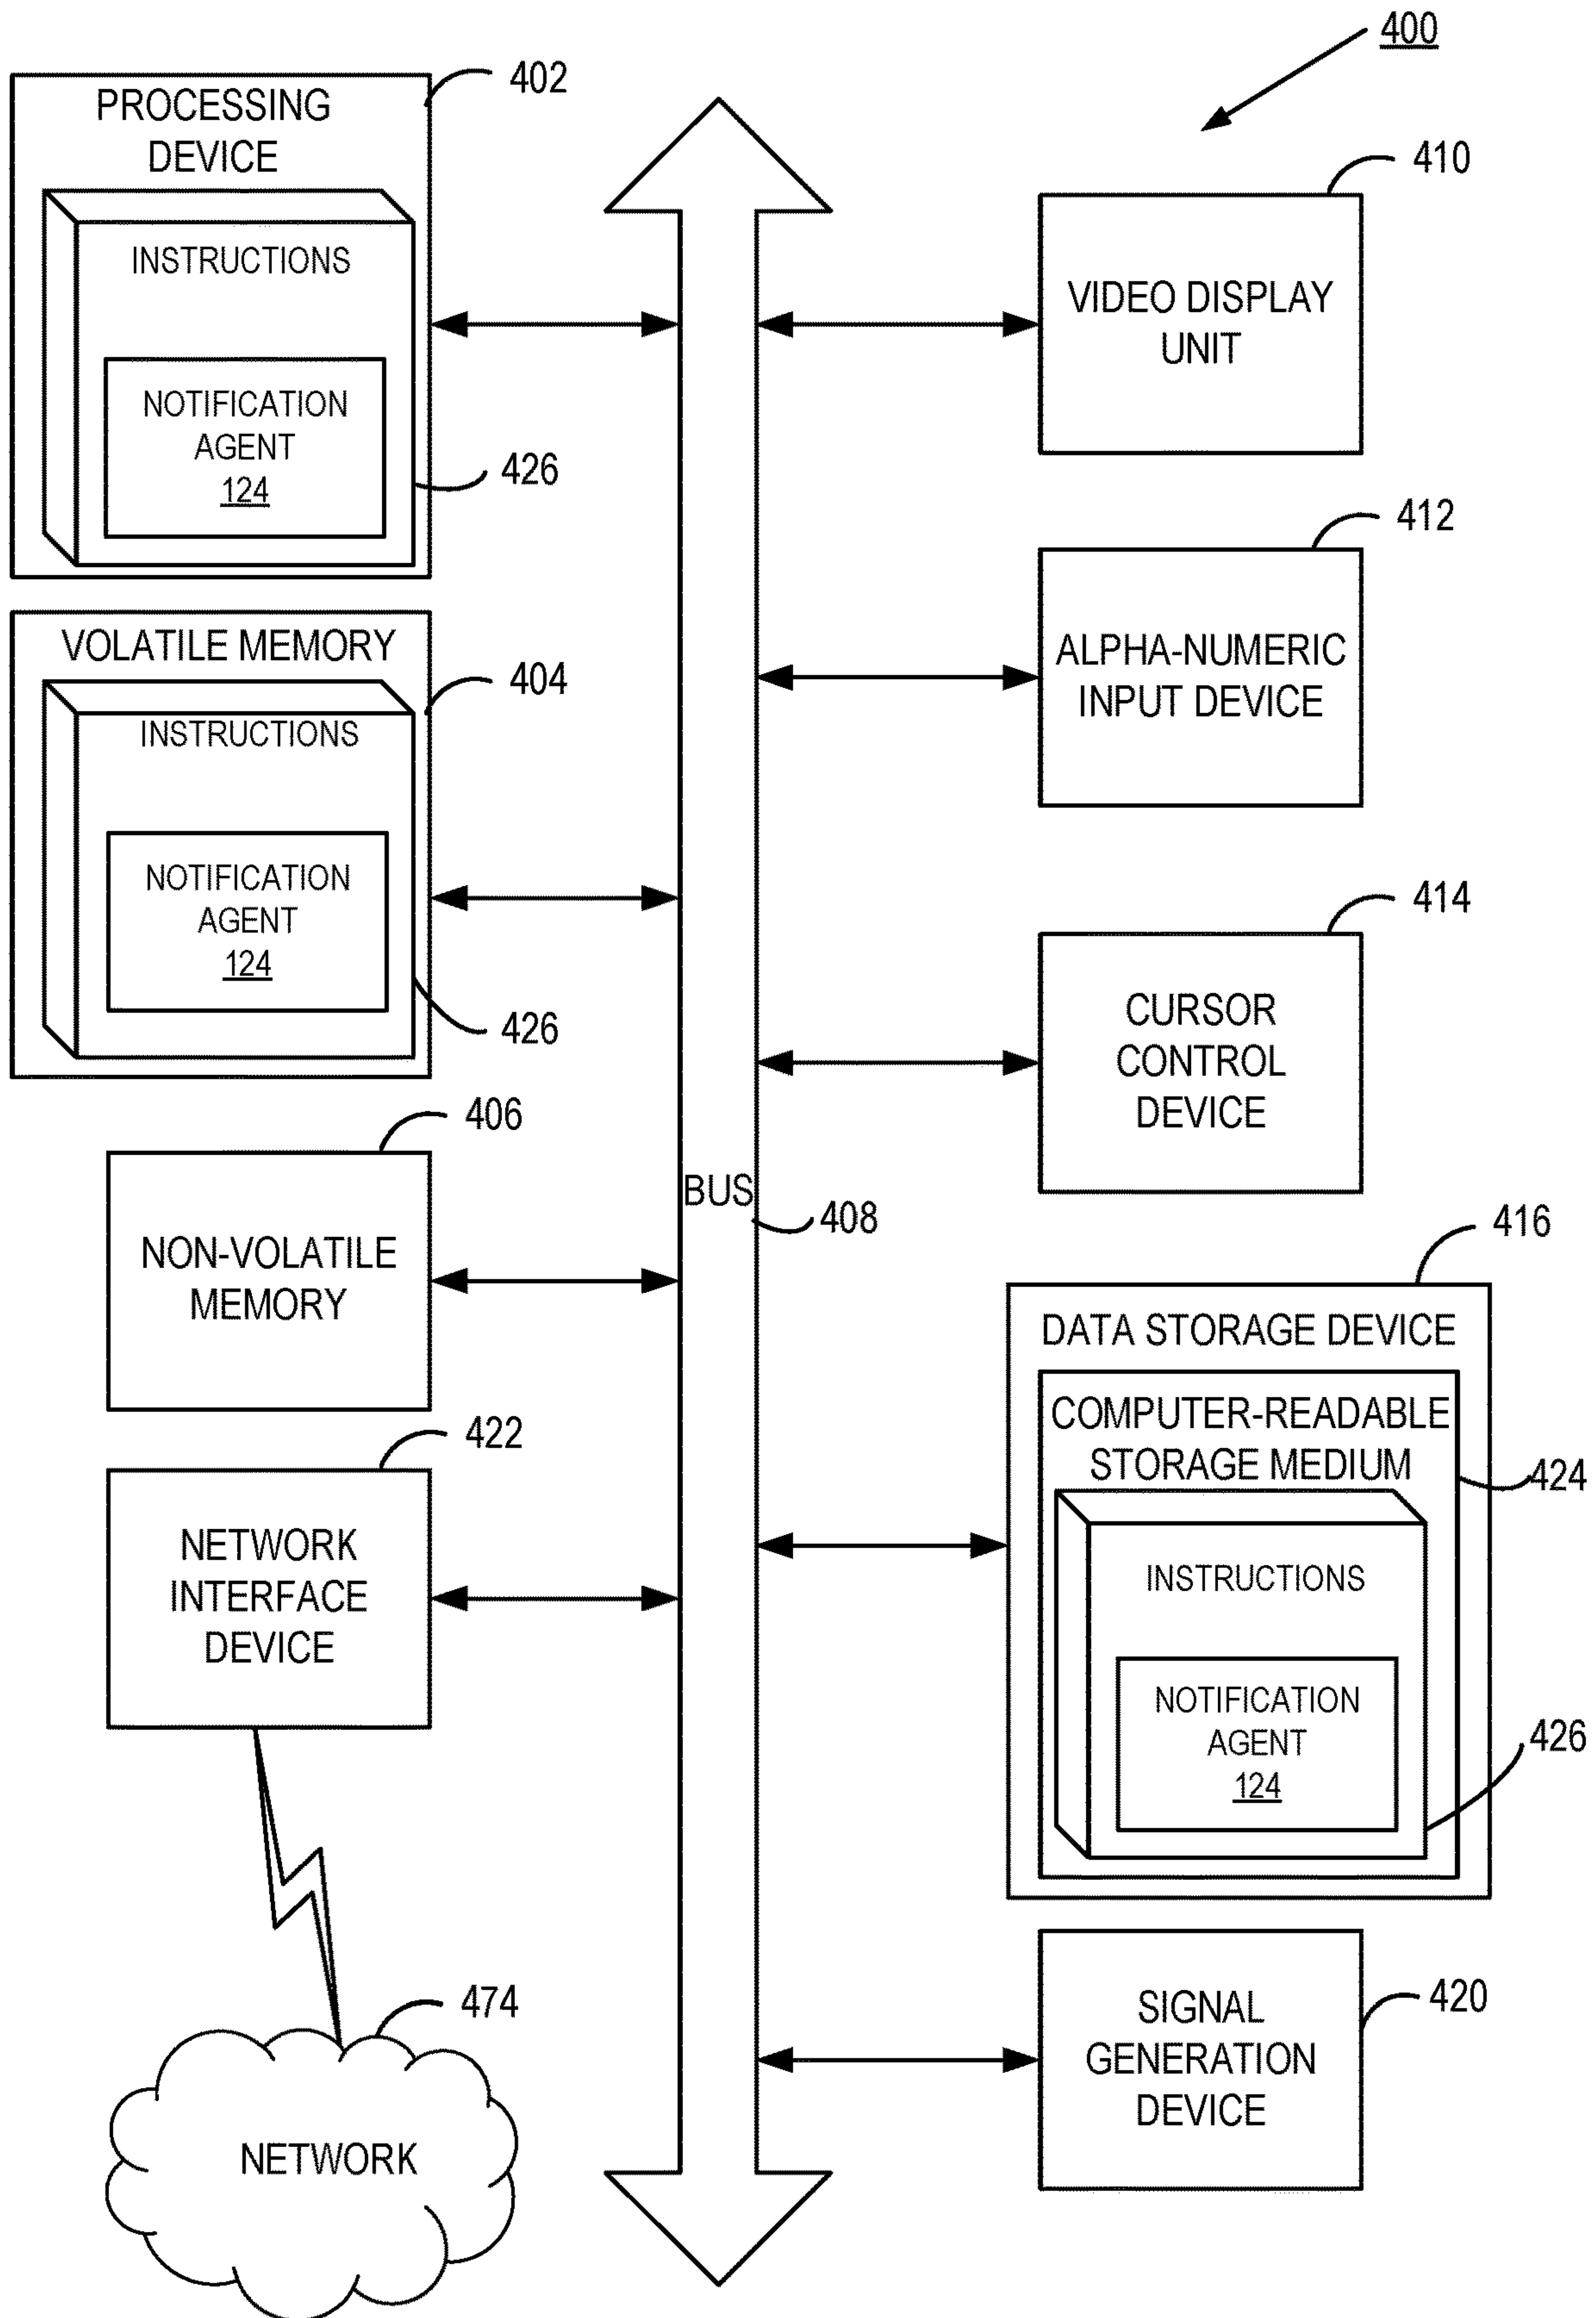 400
402
PROCESSING
DEVICE
INSTRUCTIONS
NOTIFICATION
AGENT
124
426
VOLATILE MEMORY
404
INSTRUCTIONS
NOTIFICATION
AGENT
124
426
406
NON-VOLATILE
MEMORY
422
NETWORK
INTERFACE
DEVICE
474
NETWORK
BUS
408
410
VIDEO DISPLAY
UNIT
412
ALPHA-NUMERIC
INPUT DEVICE
414
CURSOR
CONTROL
DEVICE
416
DATA STORAGE DEVICE
COMPUTER-READABLE
STORAGE MEDIUM
424
INSTRUCTIONS
NOTIFICATION
AGENT
124
426
SIGNAL
GENERATION
DEVICE
420